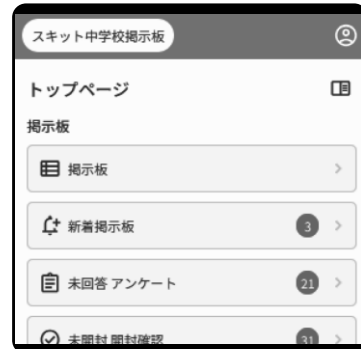 スキット中学校掲示板
トップページ
掲示板
掲示板
新着掲示板 3
未回答 アンケート 21
未開封 開封確認 31